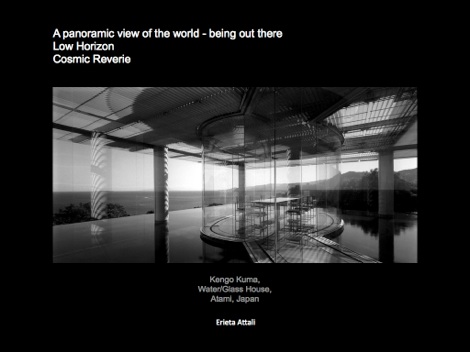 A panoramic view of the world - being out there
Low Horizon
Cosmic Reverie
Kengo Kuma,
Water/Glass House,
Atami, Japan
Erieta Attali